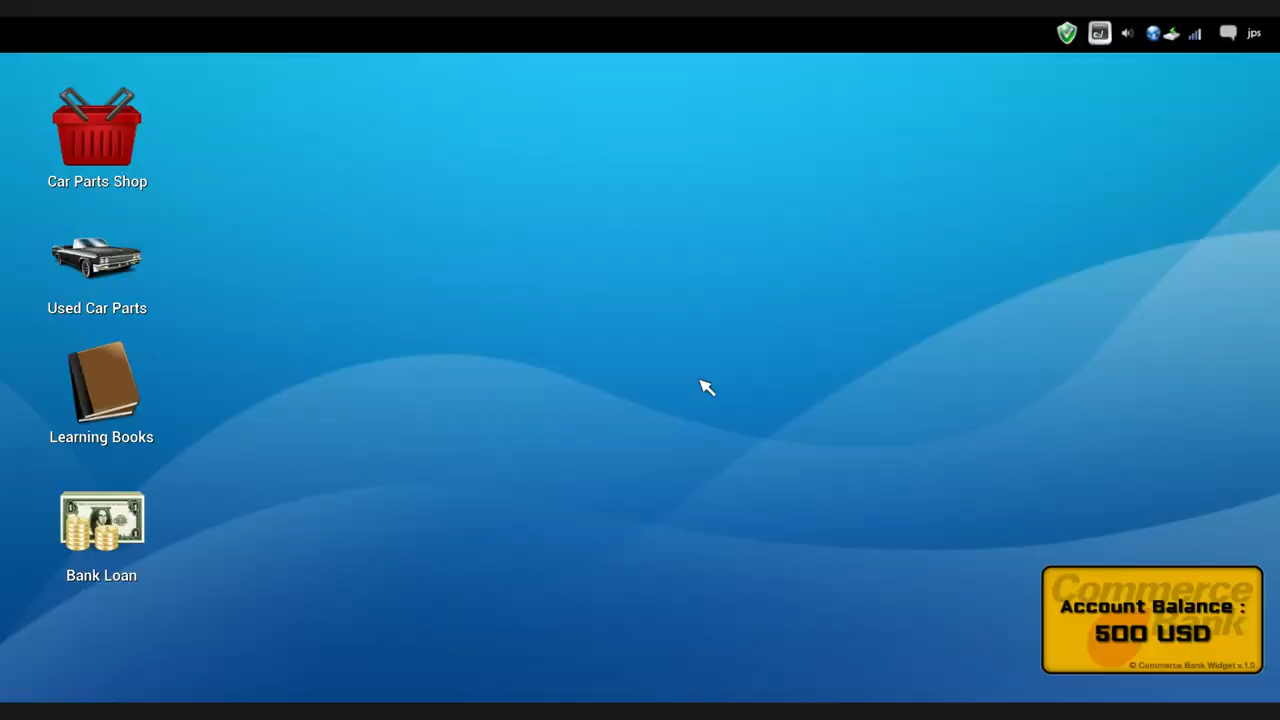 c:/
jps
Car Parts Shop
Used Car Parts
Learning Books
Bank Loan
Commerce Bank
Account Balance :
500 USD
© Commerce Bank Widget v.1.0